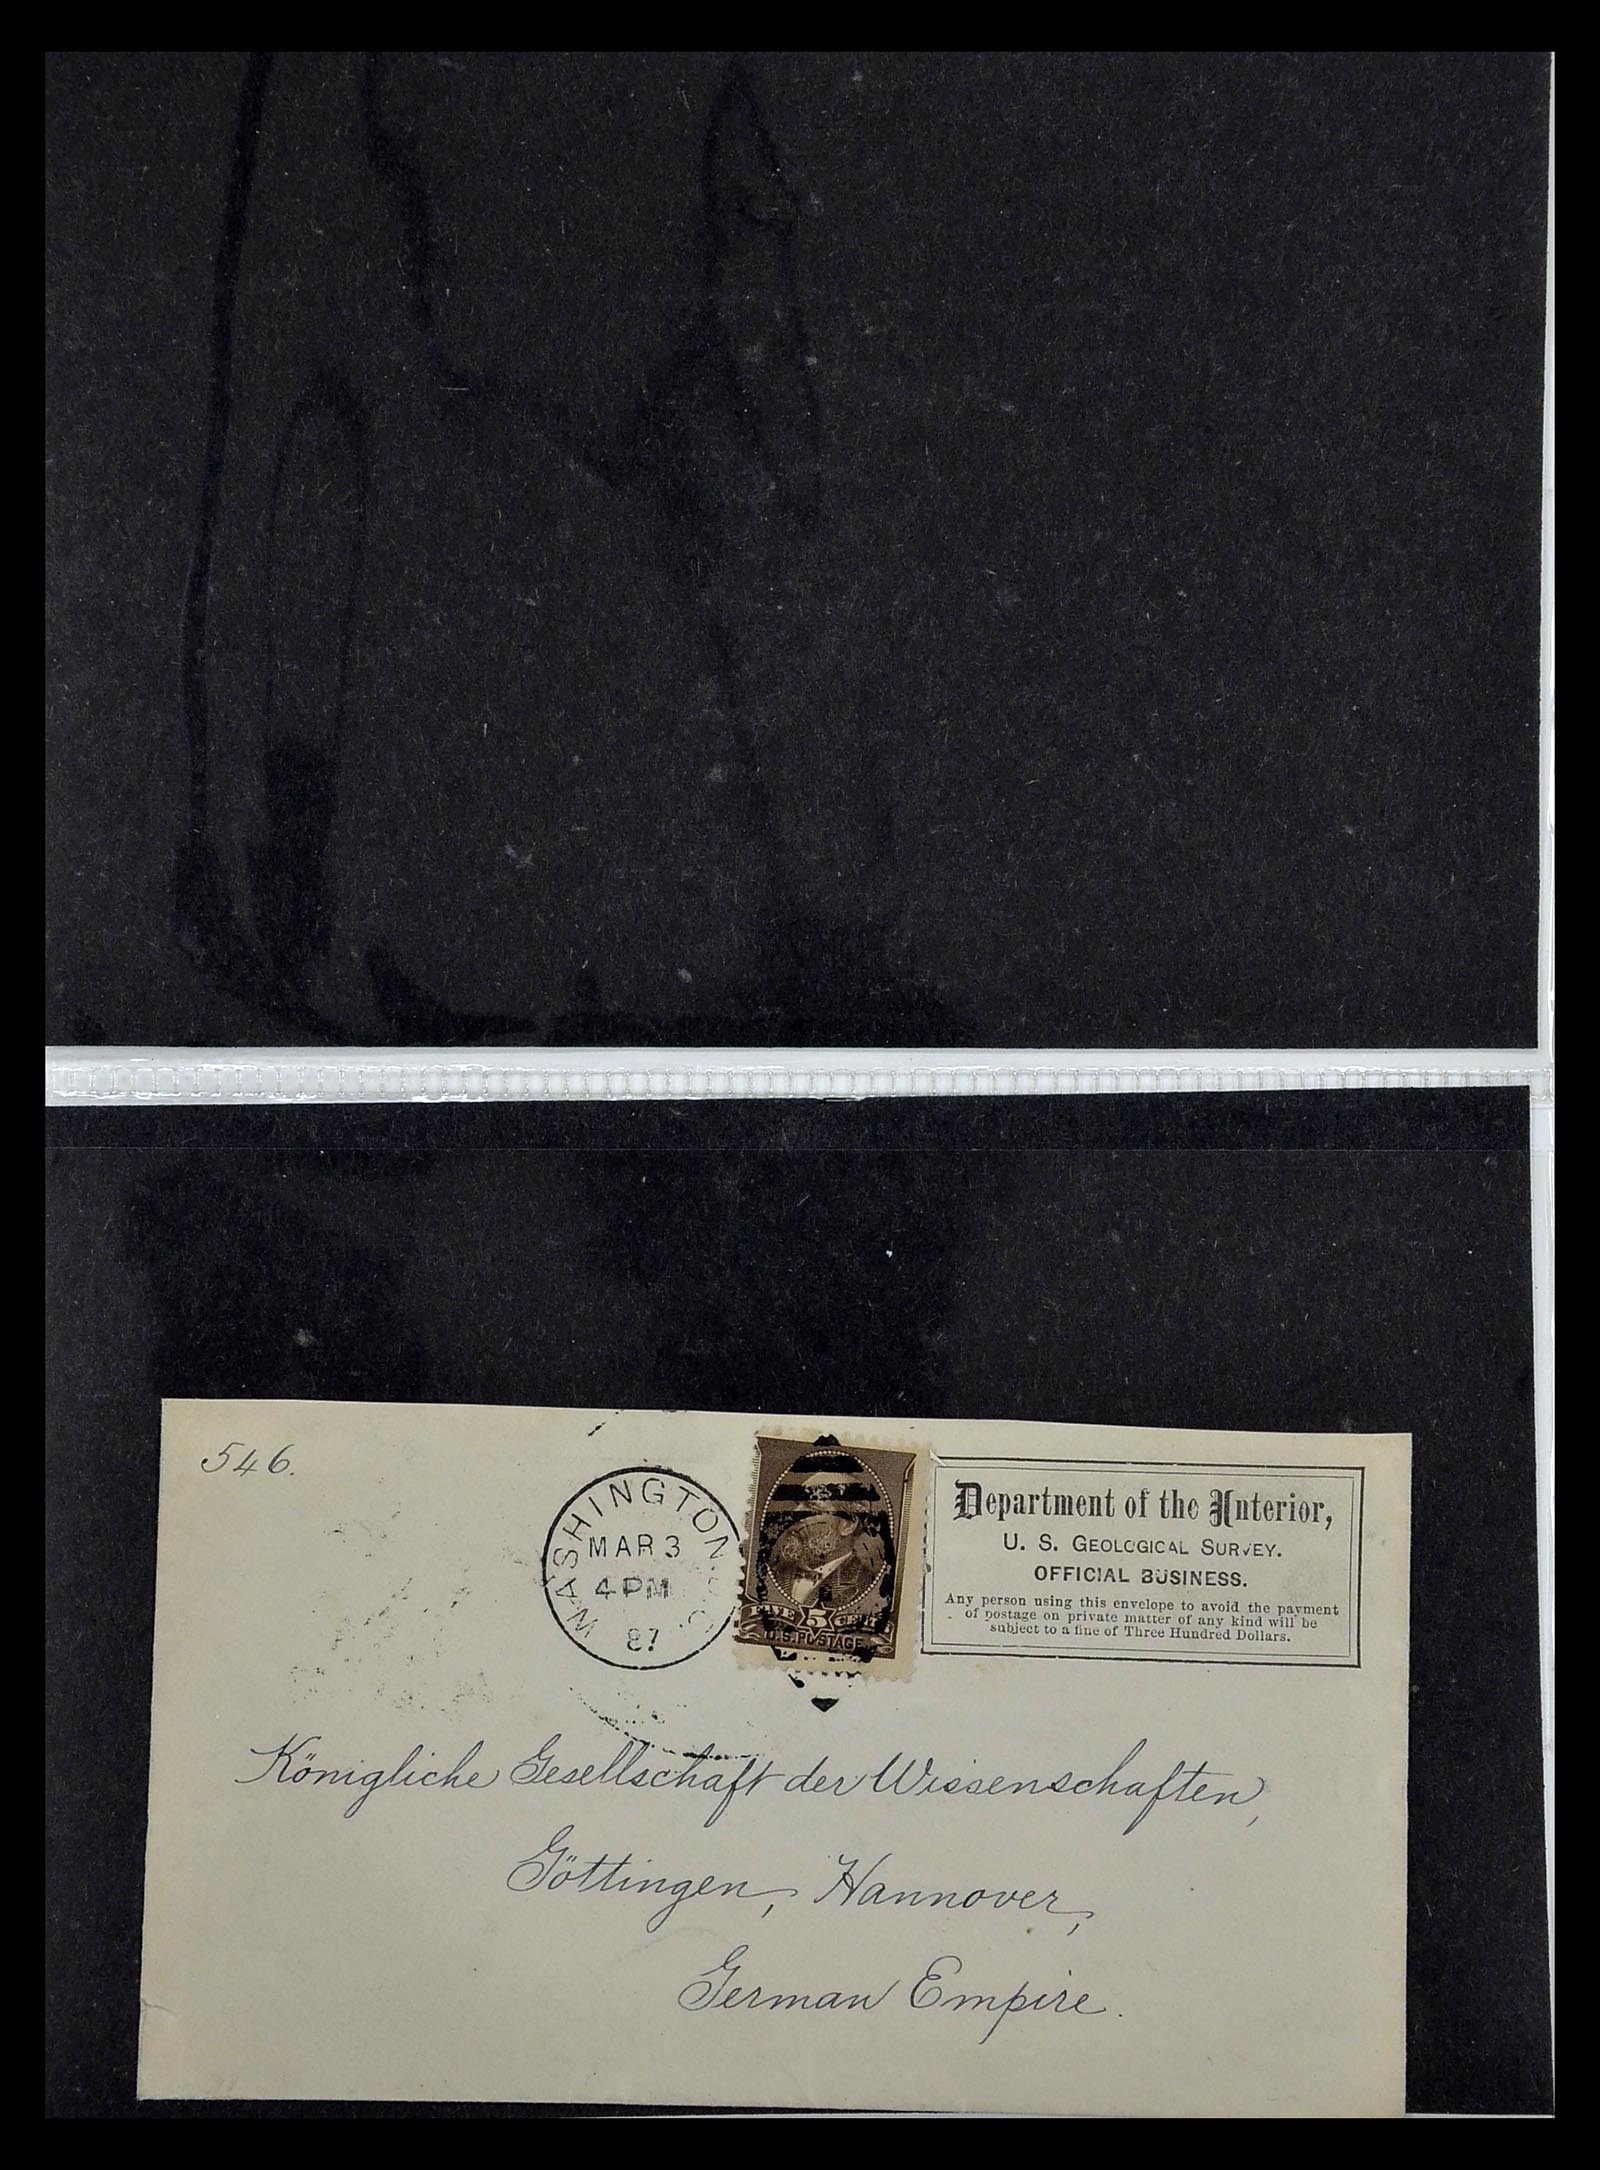 546.
WASHINGTON
MAR 3
4 PM
87
FIVE 5 CENTS
U.S. POSTAGE
Department of the Interior,
U. S. GEOLOGICAL SURVEY.
OFFICIAL BUSINESS.
Any person using this envelope to avoid the payment
of postage on private matter of any kind will be
subject to a fine of Three Hundred Dollars.
Königliche Gesellschaft der Wissenschaften,
Göttingen, Hannover,
German Empire.